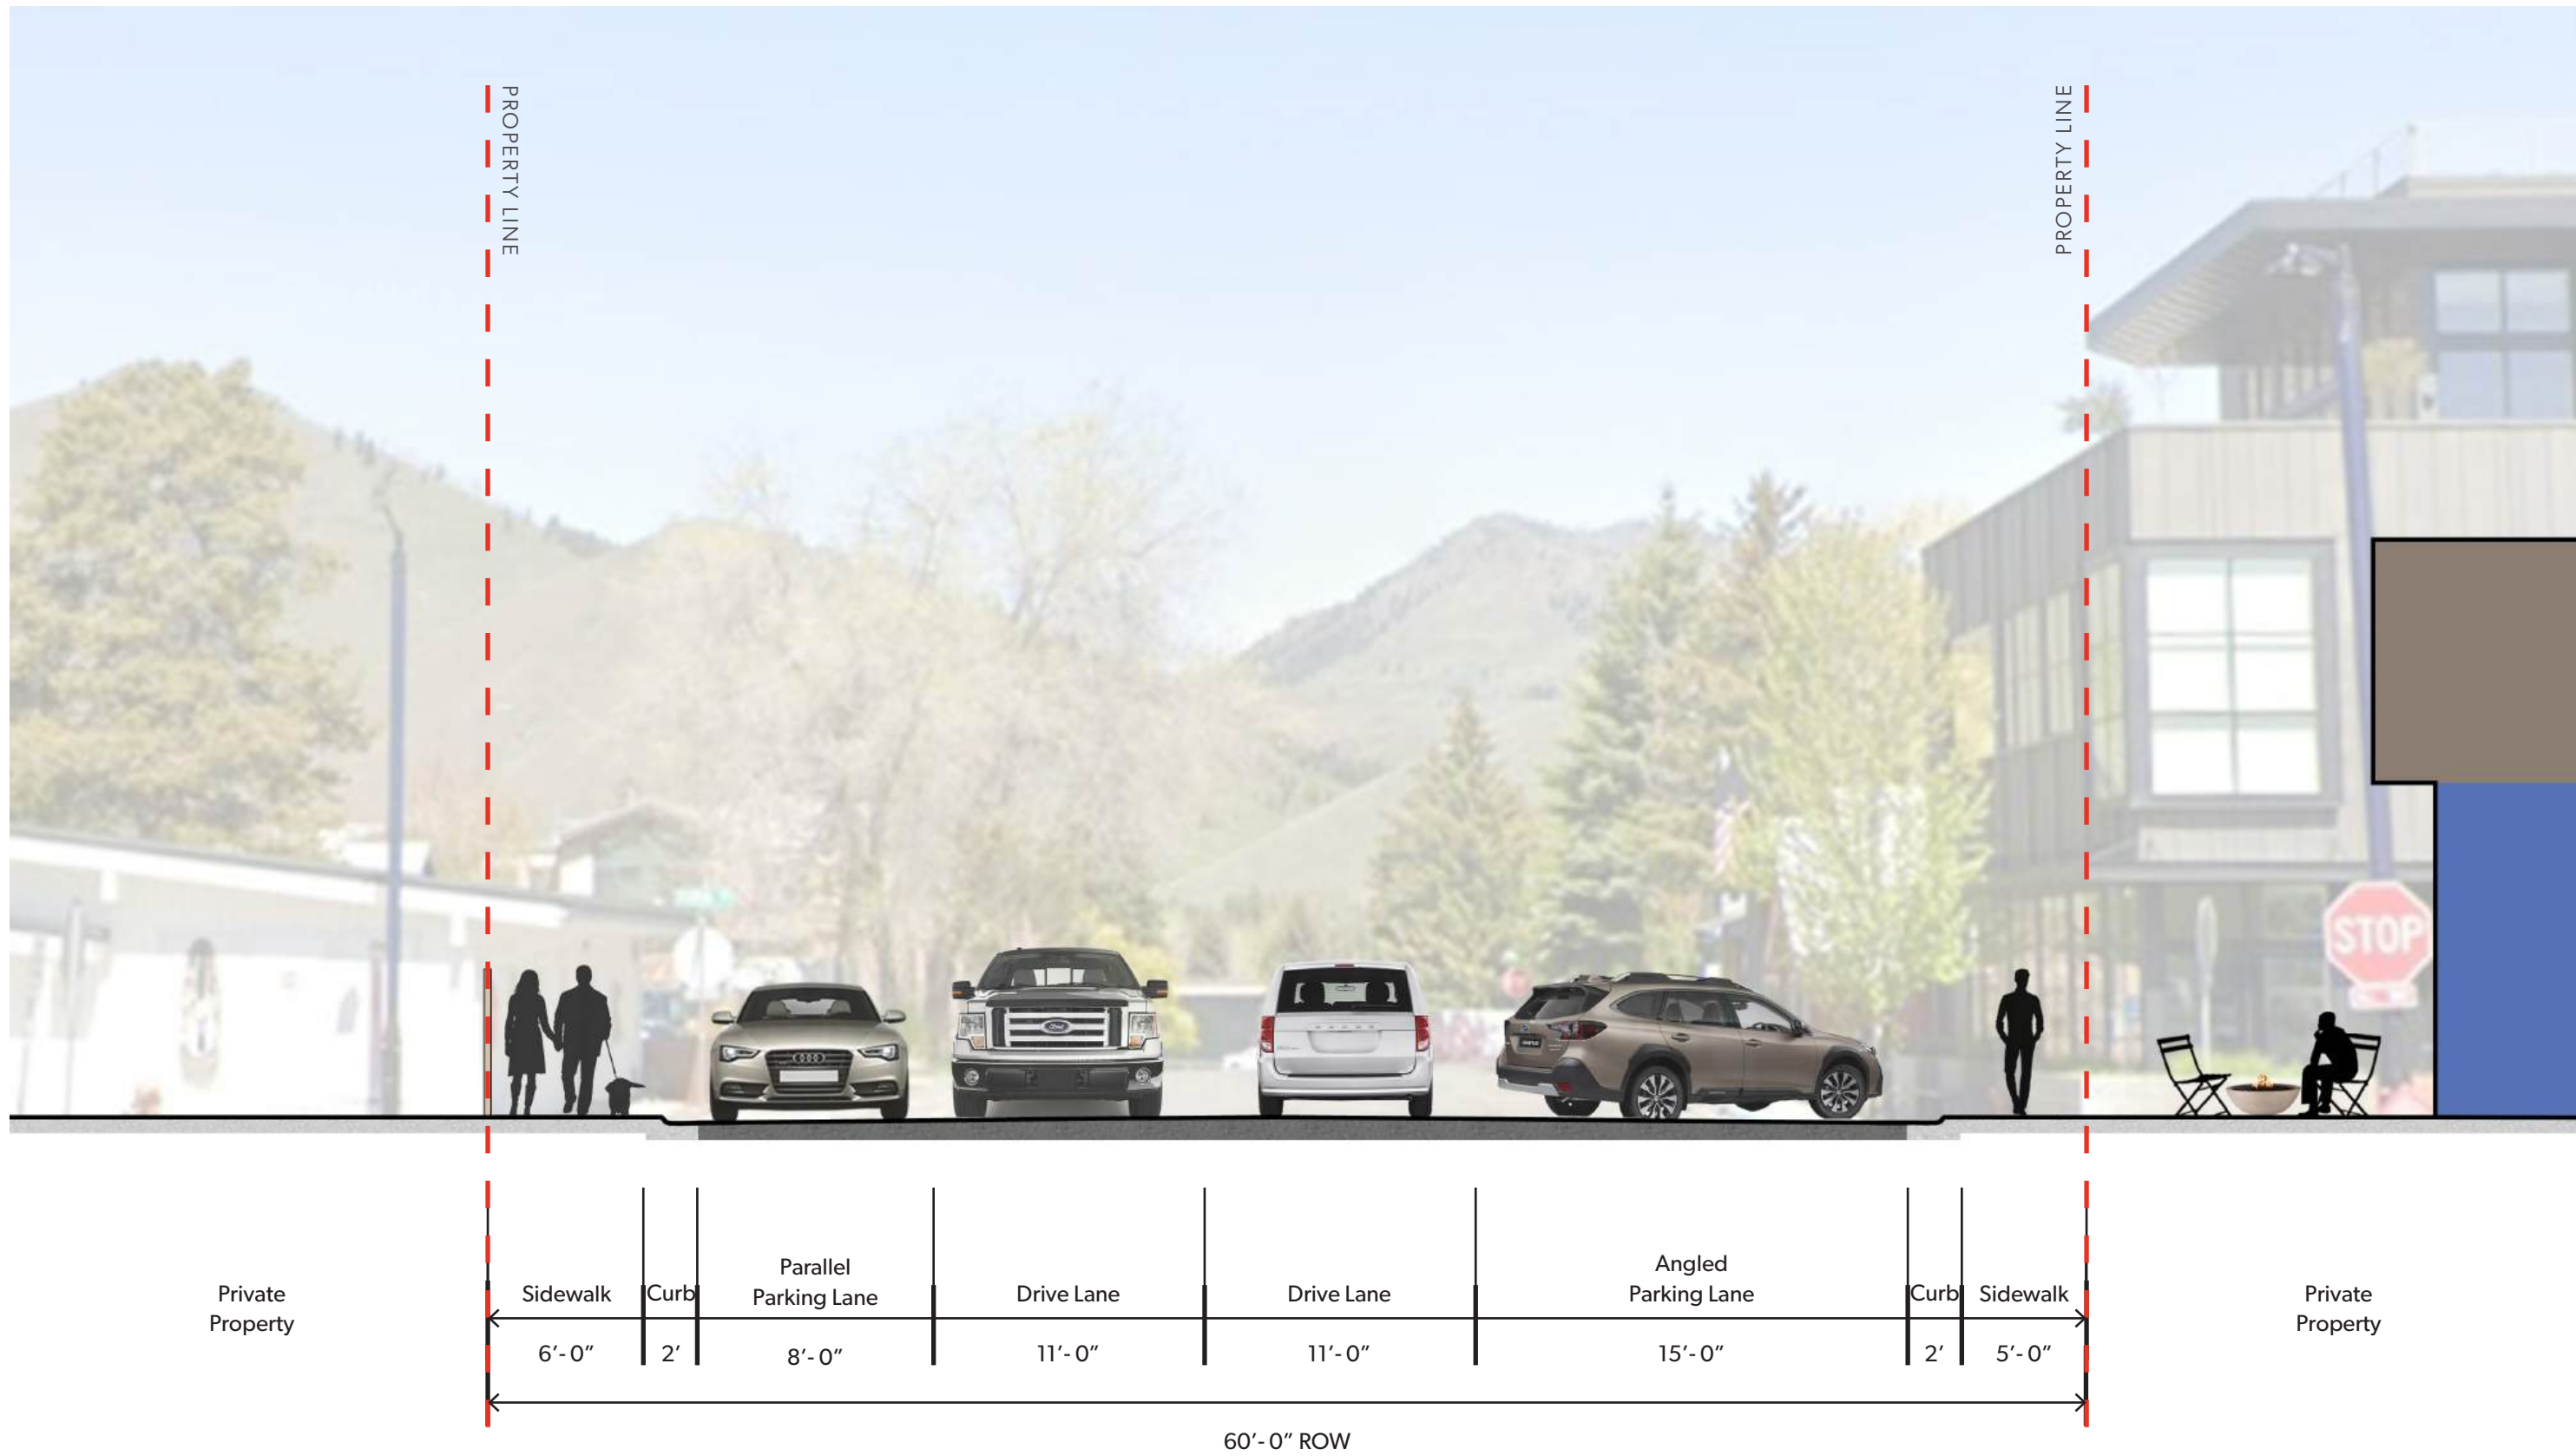 PROPERTY LINE
PROPERTY LINE
STOP
Private
Property
Sidewalk
Curb
Parallel
Parking Lane
Drive Lane
Drive Lane
Angled
Parking Lane
Curb
Sidewalk
Private
Property
6'-0"
2'
8'-0"
11'-0"
11'-0"
15'-0"
2'
5'-0"
60'-0" ROW